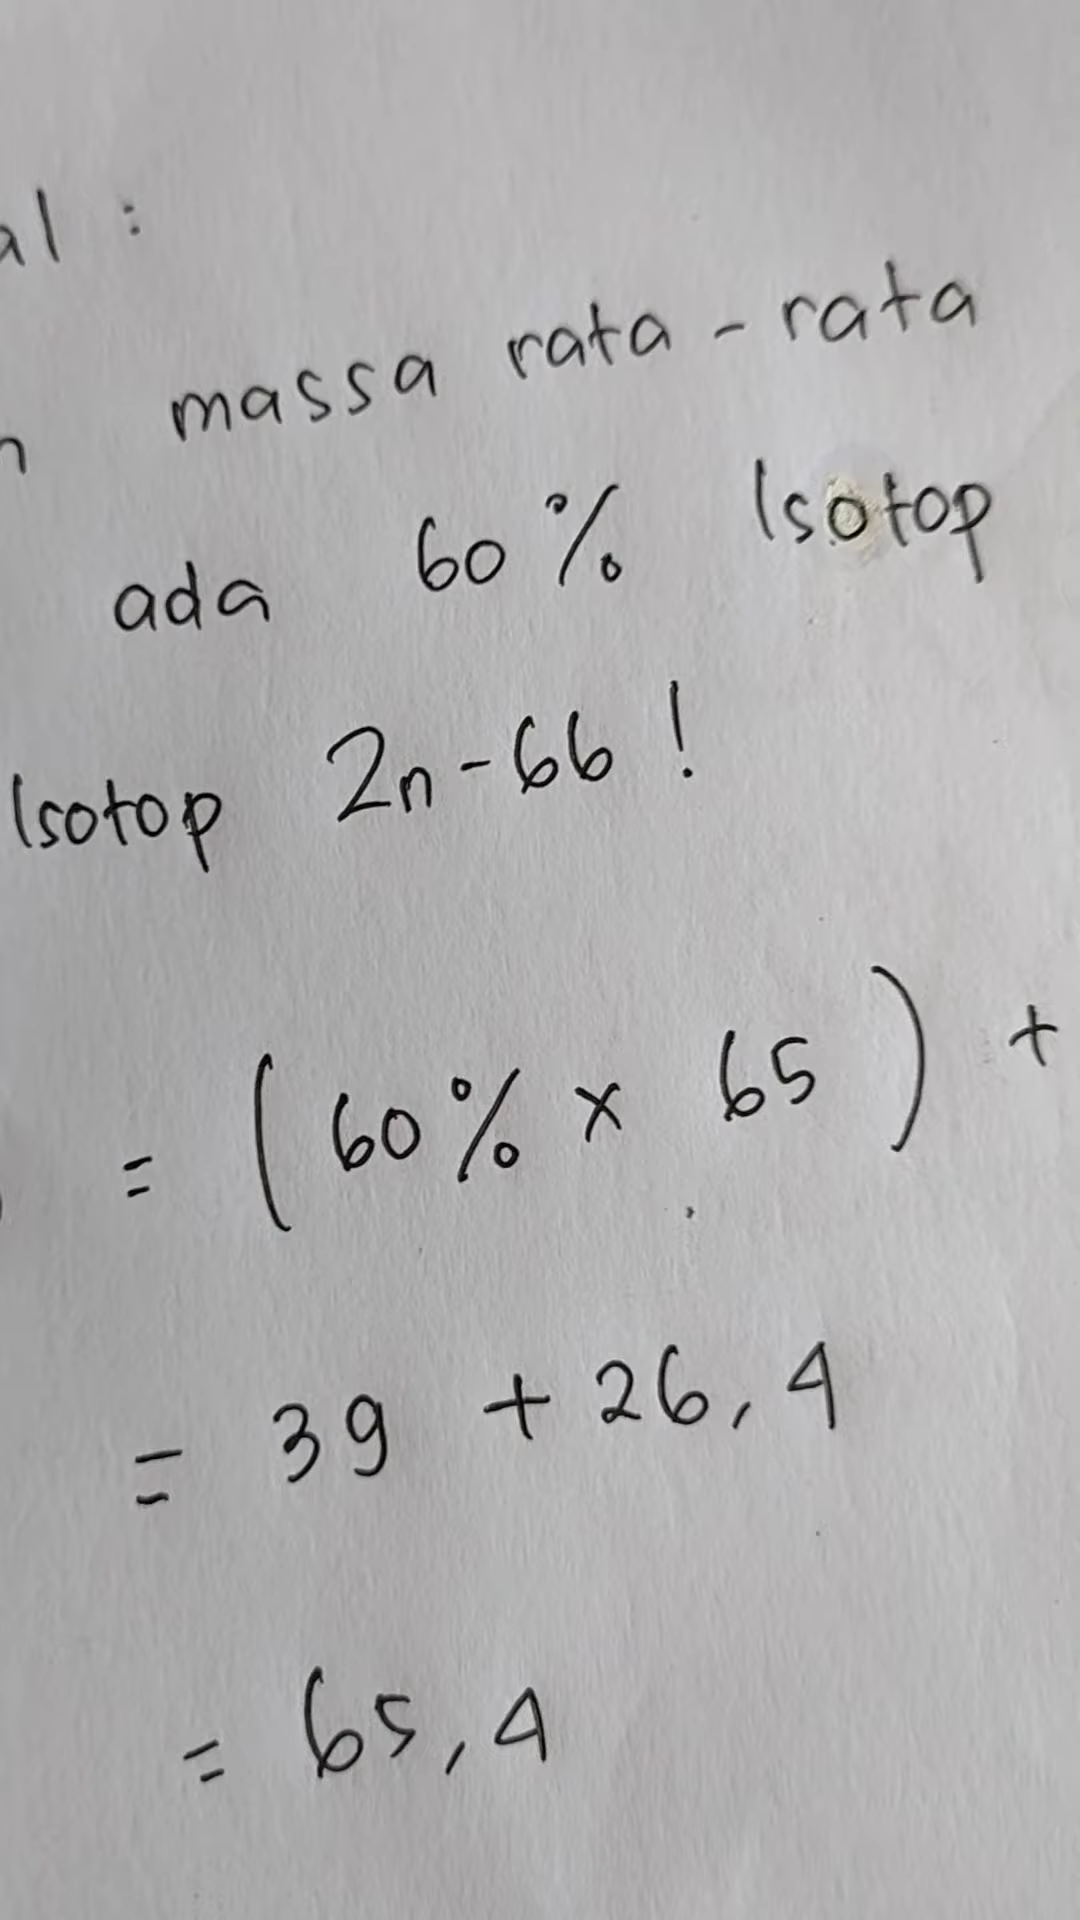 al :
n massa rata - rata
ada 60 % Isotop
Isotop Zn - 66 !
= ( 60 % x 65 ) +
= 39 + 26,4
= 65,4